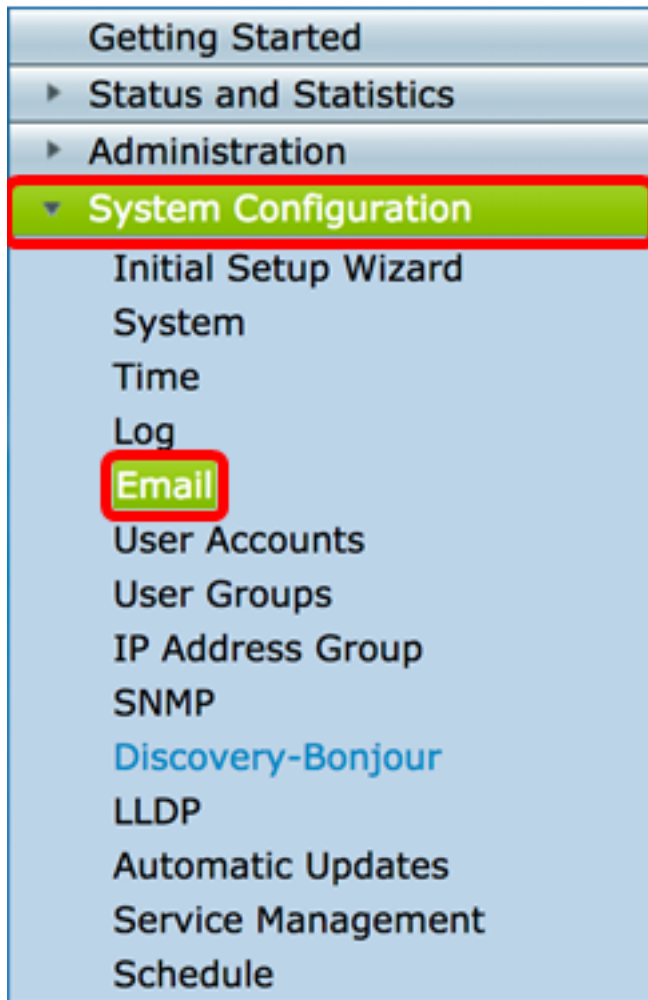 Getting Started
Status and Statistics
Administration
System Configuration
Initial Setup Wizard
System
Time
Log
Email
User Accounts
User Groups
IP Address Group
SNMP
Discovery-Bonjour
LLDP
Automatic Updates
Service Management
Schedule